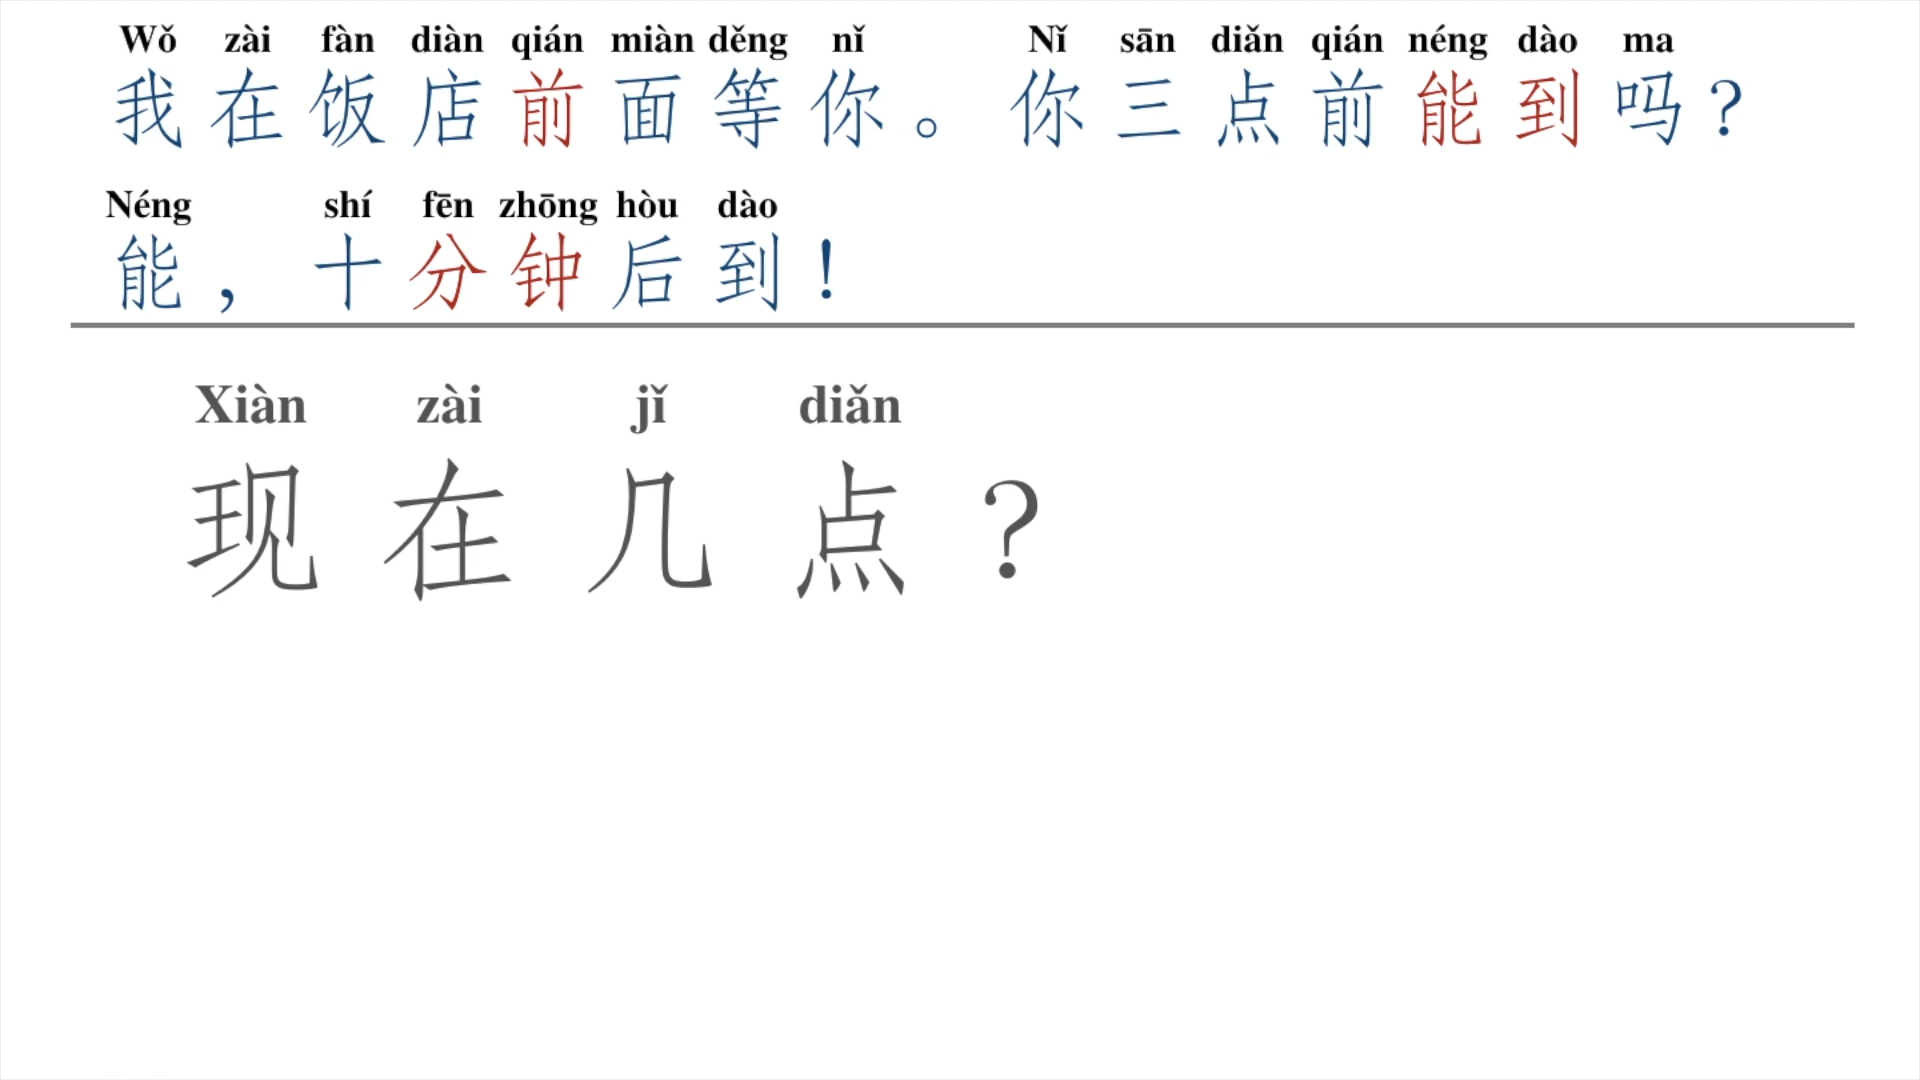 Wǒ zài fàn diàn qián miàn děng nǐ Nǐ sān diǎn qián néng dào ma
我在饭店前面等你。你三点前能到吗？
Néng shí fēn zhōng hòu dào
能，十分钟后到！
Xiàn zài jǐ diǎn
现在几点？